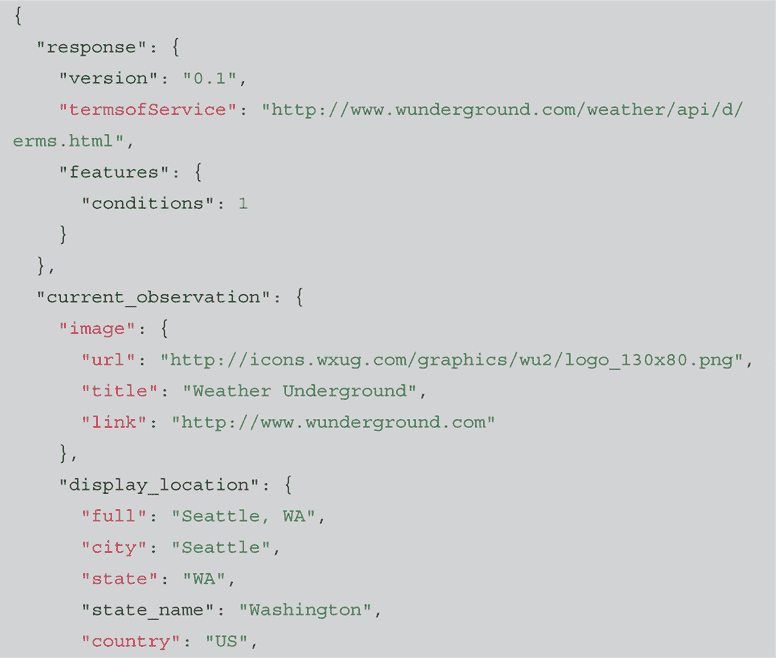 {
"response": {
"version": "0.1",
"termsofService": "http://www.wunderground.com/weather/api/d/
erms.html",
"features": {
"conditions": 1
}
},
"current_observation": {
"image": {
"url": "http://icons.wxug.com/graphics/wu2/logo_130x80.png",
"title": "Weather Underground",
"link": "http://www.wunderground.com"
},
"display_location": {
"full": "Seattle, WA",
"city": "Seattle",
"state": "WA",
"state_name": "Washington",
"country": "US",